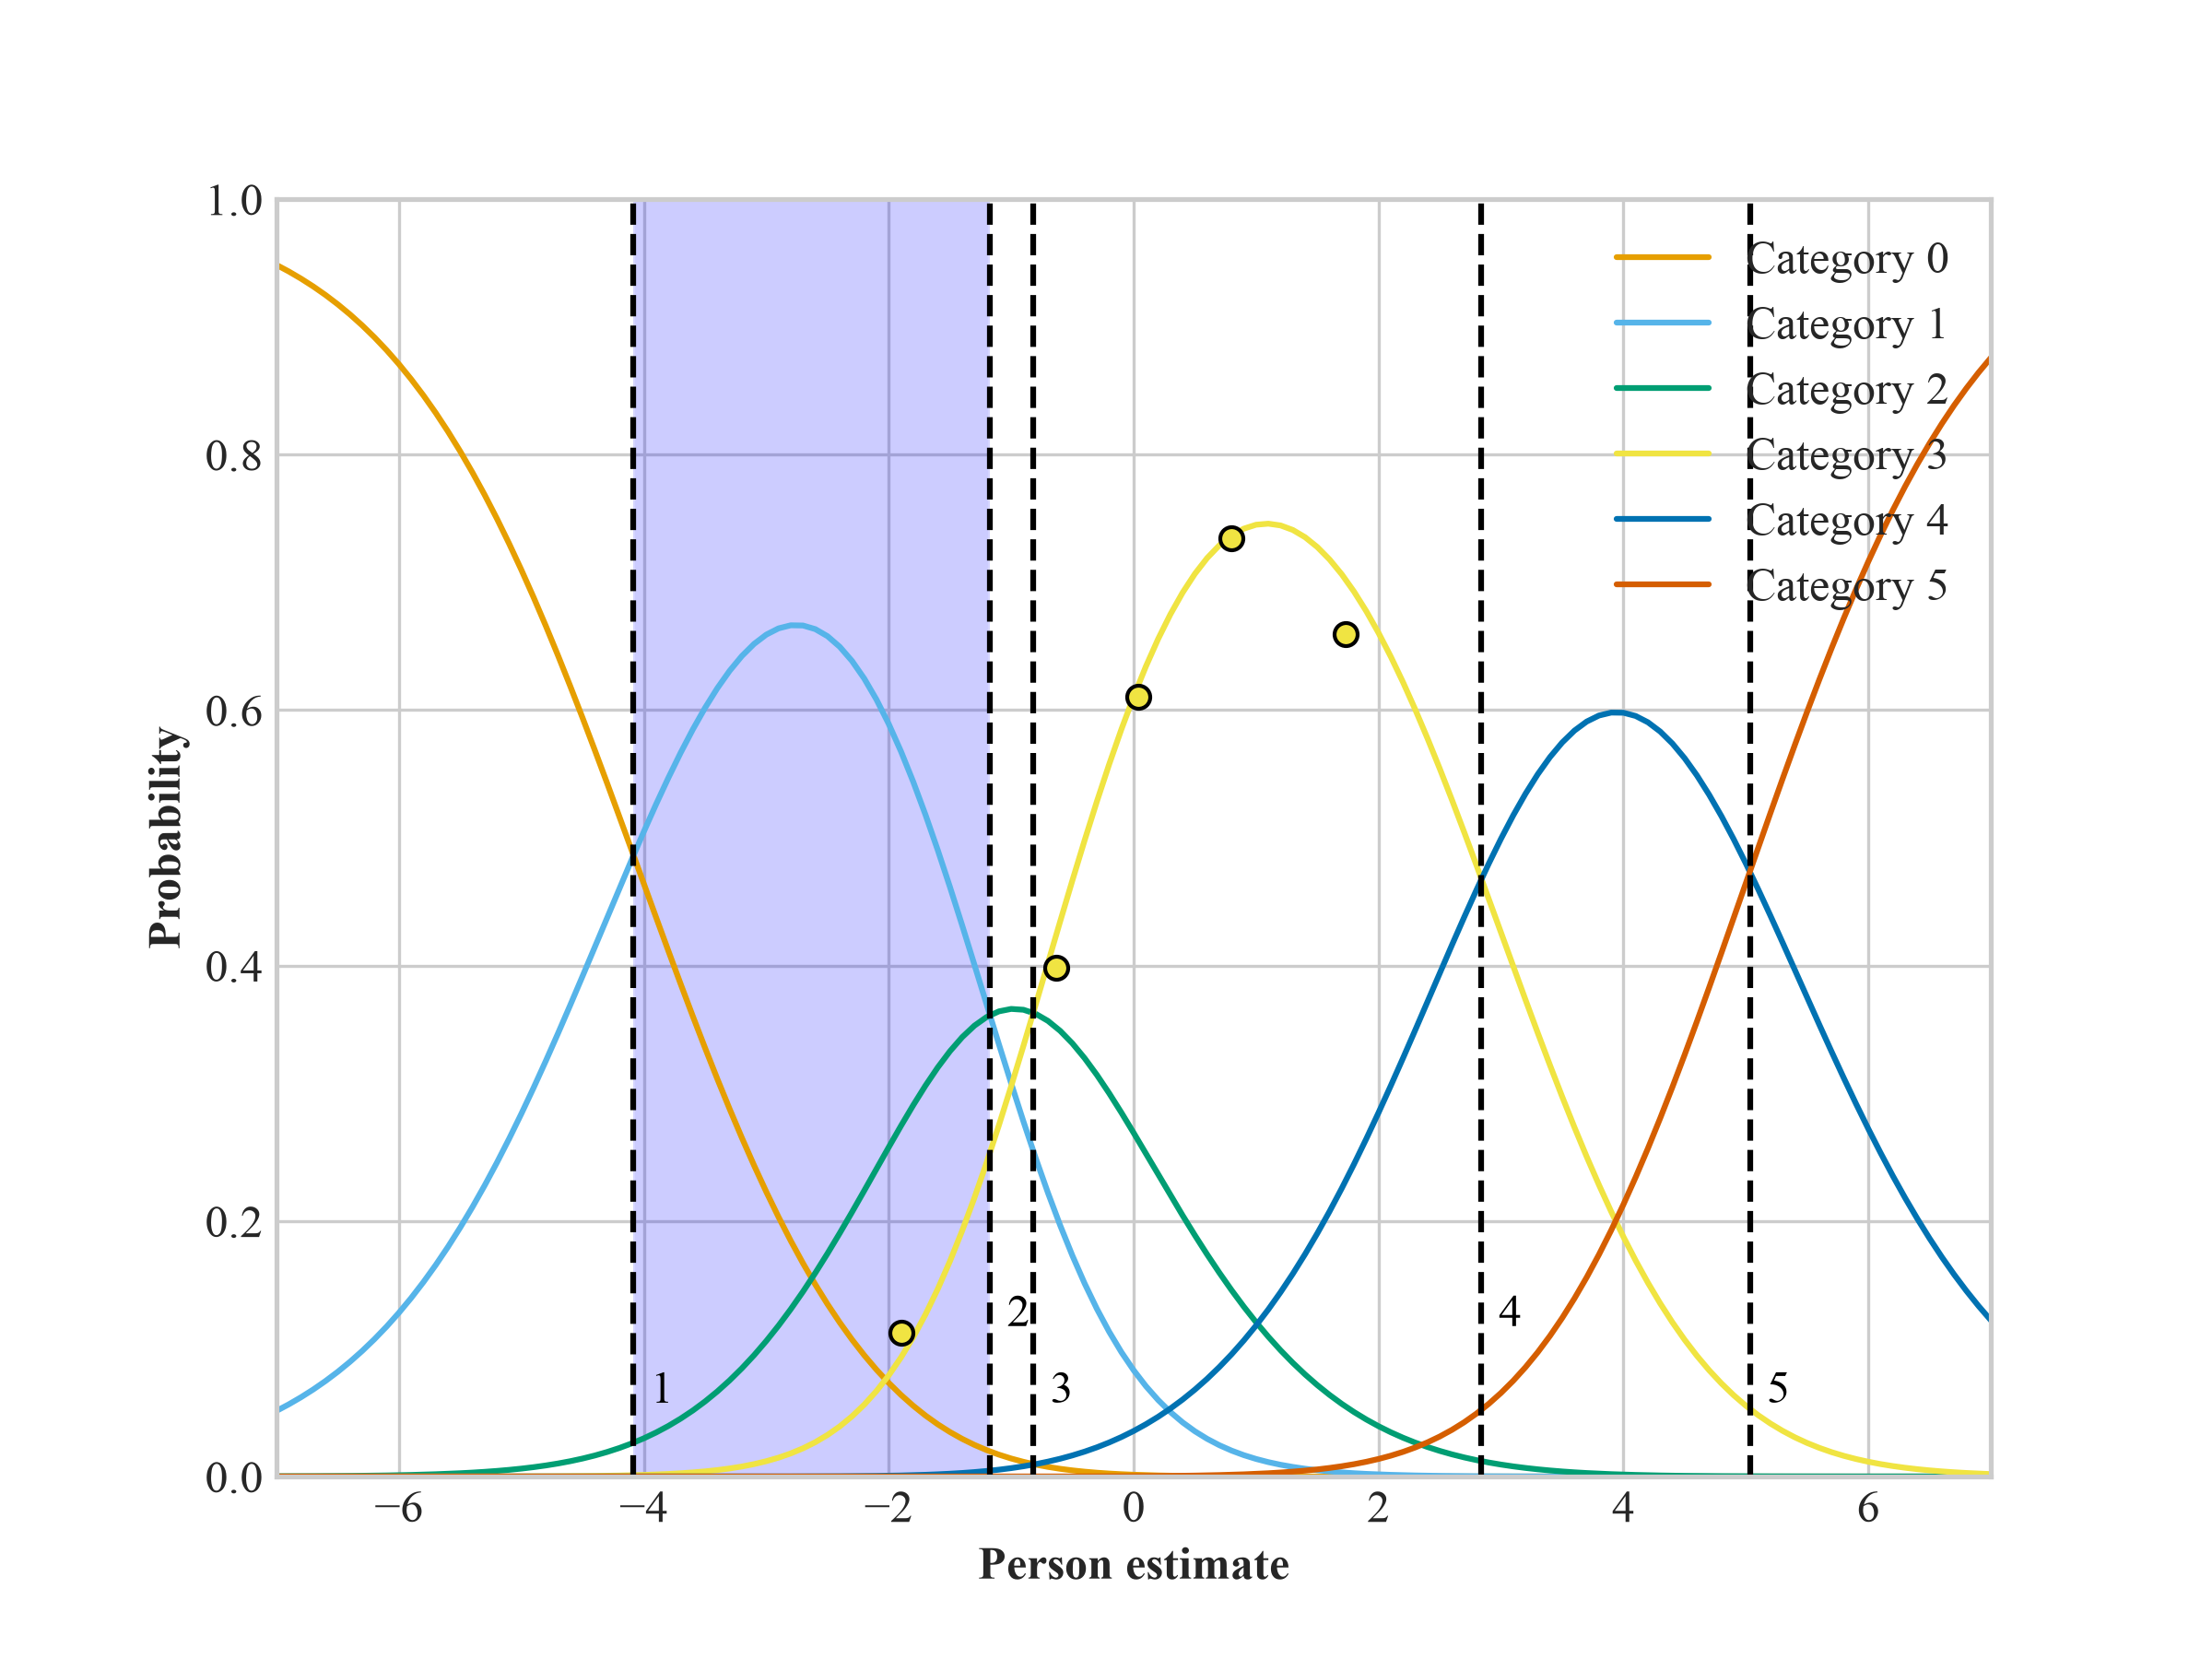 1.0
0.8
0.6
0.4
0.2
0.0
Probability
Category 0
Category 1
Category 2
Category 3
Category 4
Category 5
1
2
3
4
5
−6
−4
−2
0
2
4
6
Person estimate